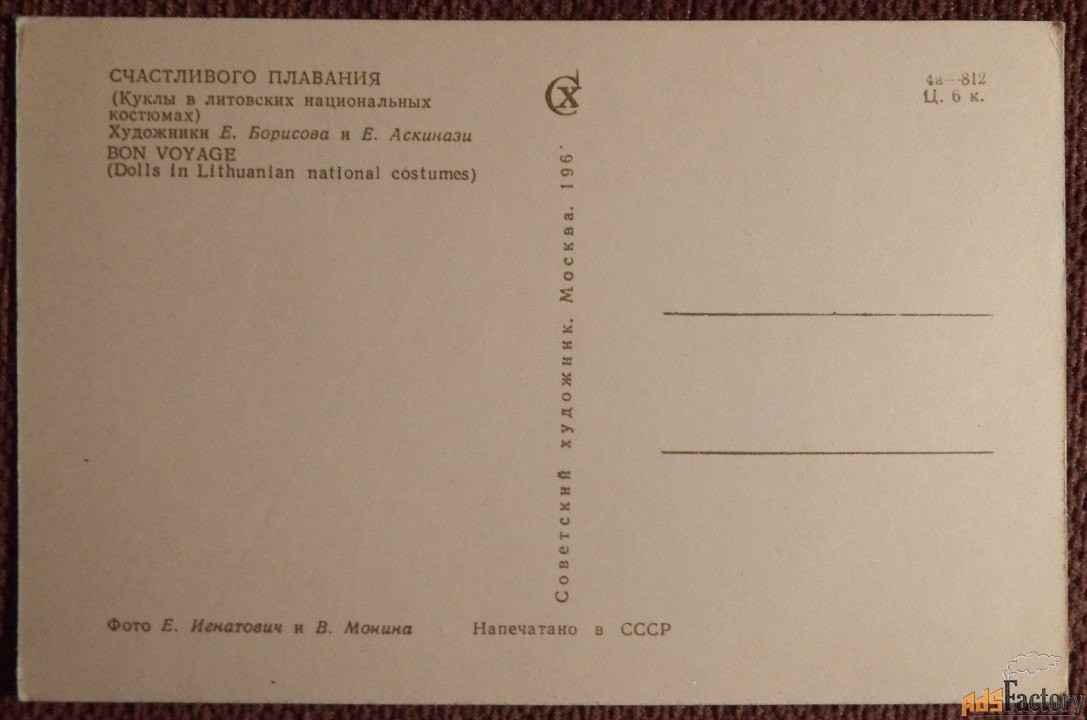 СЧАСТЛИВОГО ПЛАВАНИЯ
(Куклы в литовских национальных
костюмах)
Художники Е. Борисова и Е. Аскинази
BON VOYAGE
(Dolls in Lithuanian national costumes)
СХ
4а—812
Ц. 6 к.
Советский художник. Москва. 196
Фото Е. Игнатович и В. Монина
Напечатано в СССР
AdsFactory